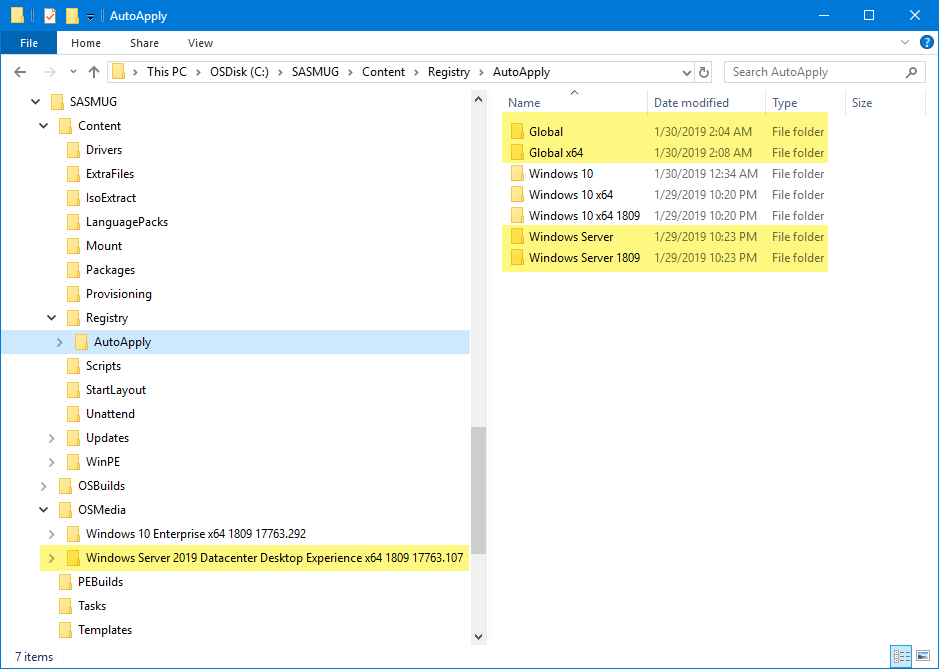 AutoApply
File Home Share View
This PC OSDisk (C:) SASMUG Content Registry AutoApply
Search AutoApply
SASMUG
Content
Drivers
ExtraFiles
IsoExtract
LanguagePacks
Mount
Packages
Provisioning
Registry
AutoApply
Scripts
StartLayout
Unattend
Updates
WinPE
OSBuilds
OSMedia
Windows 10 Enterprise x64 1809 17763.292
Windows Server 2019 Datacenter Desktop Experience x64 1809 17763.107
PEBuilds
Tasks
Templates
Name Date modified Type Size
Global 1/30/2019 2:04 AM File folder
Global x64 1/30/2019 2:08 AM File folder
Windows 10 1/30/2019 12:34 AM File folder
Windows 10 x64 1/29/2019 10:20 PM File folder
Windows 10 x64 1809 1/29/2019 10:20 PM File folder
Windows Server 1/29/2019 10:23 PM File folder
Windows Server 1809 1/29/2019 10:23 PM File folder
7 items